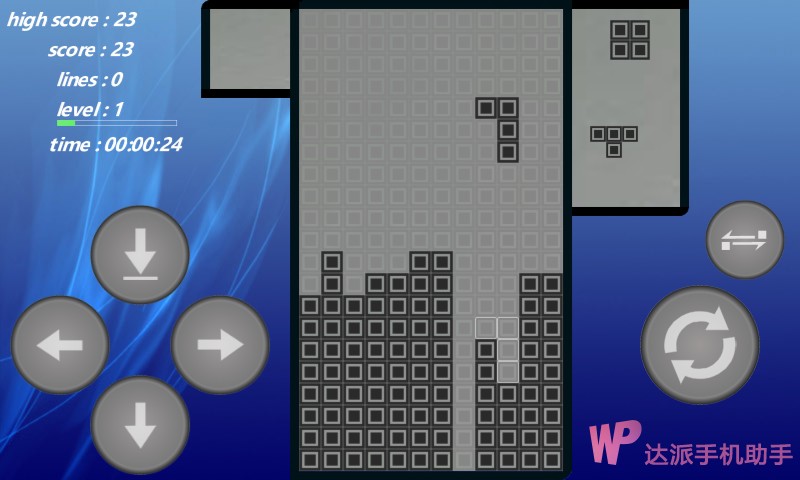 high score : 23
score : 23
lines : 0
level : 1
time : 00:00:24
WP 达派手机助手